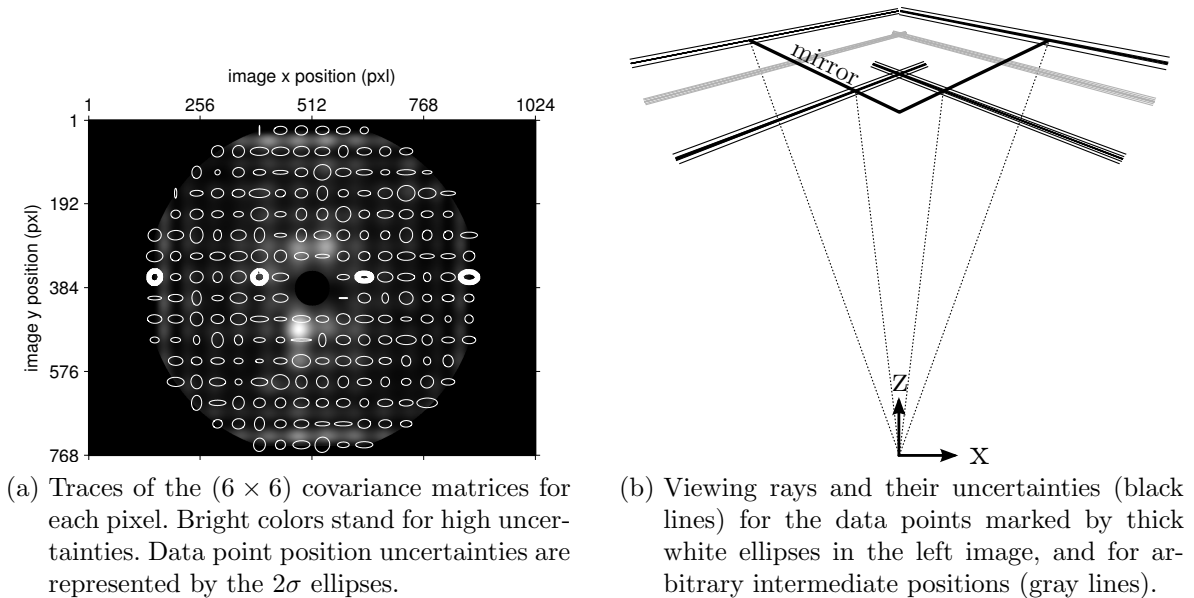 image x position (pxl)
1 256 512 768 1024
1
192
384
576
768
image y position (pxl)
mirror
Z
X
(a) Traces of the (6 × 6) covariance matrices for
each pixel. Bright colors stand for high uncer-
tainties. Data point position uncertainties are
represented by the 2σ ellipses.
(b) Viewing rays and their uncertainties (black
lines) for the data points marked by thick
white ellipses in the left image, and for ar-
bitrary intermediate positions (gray lines).